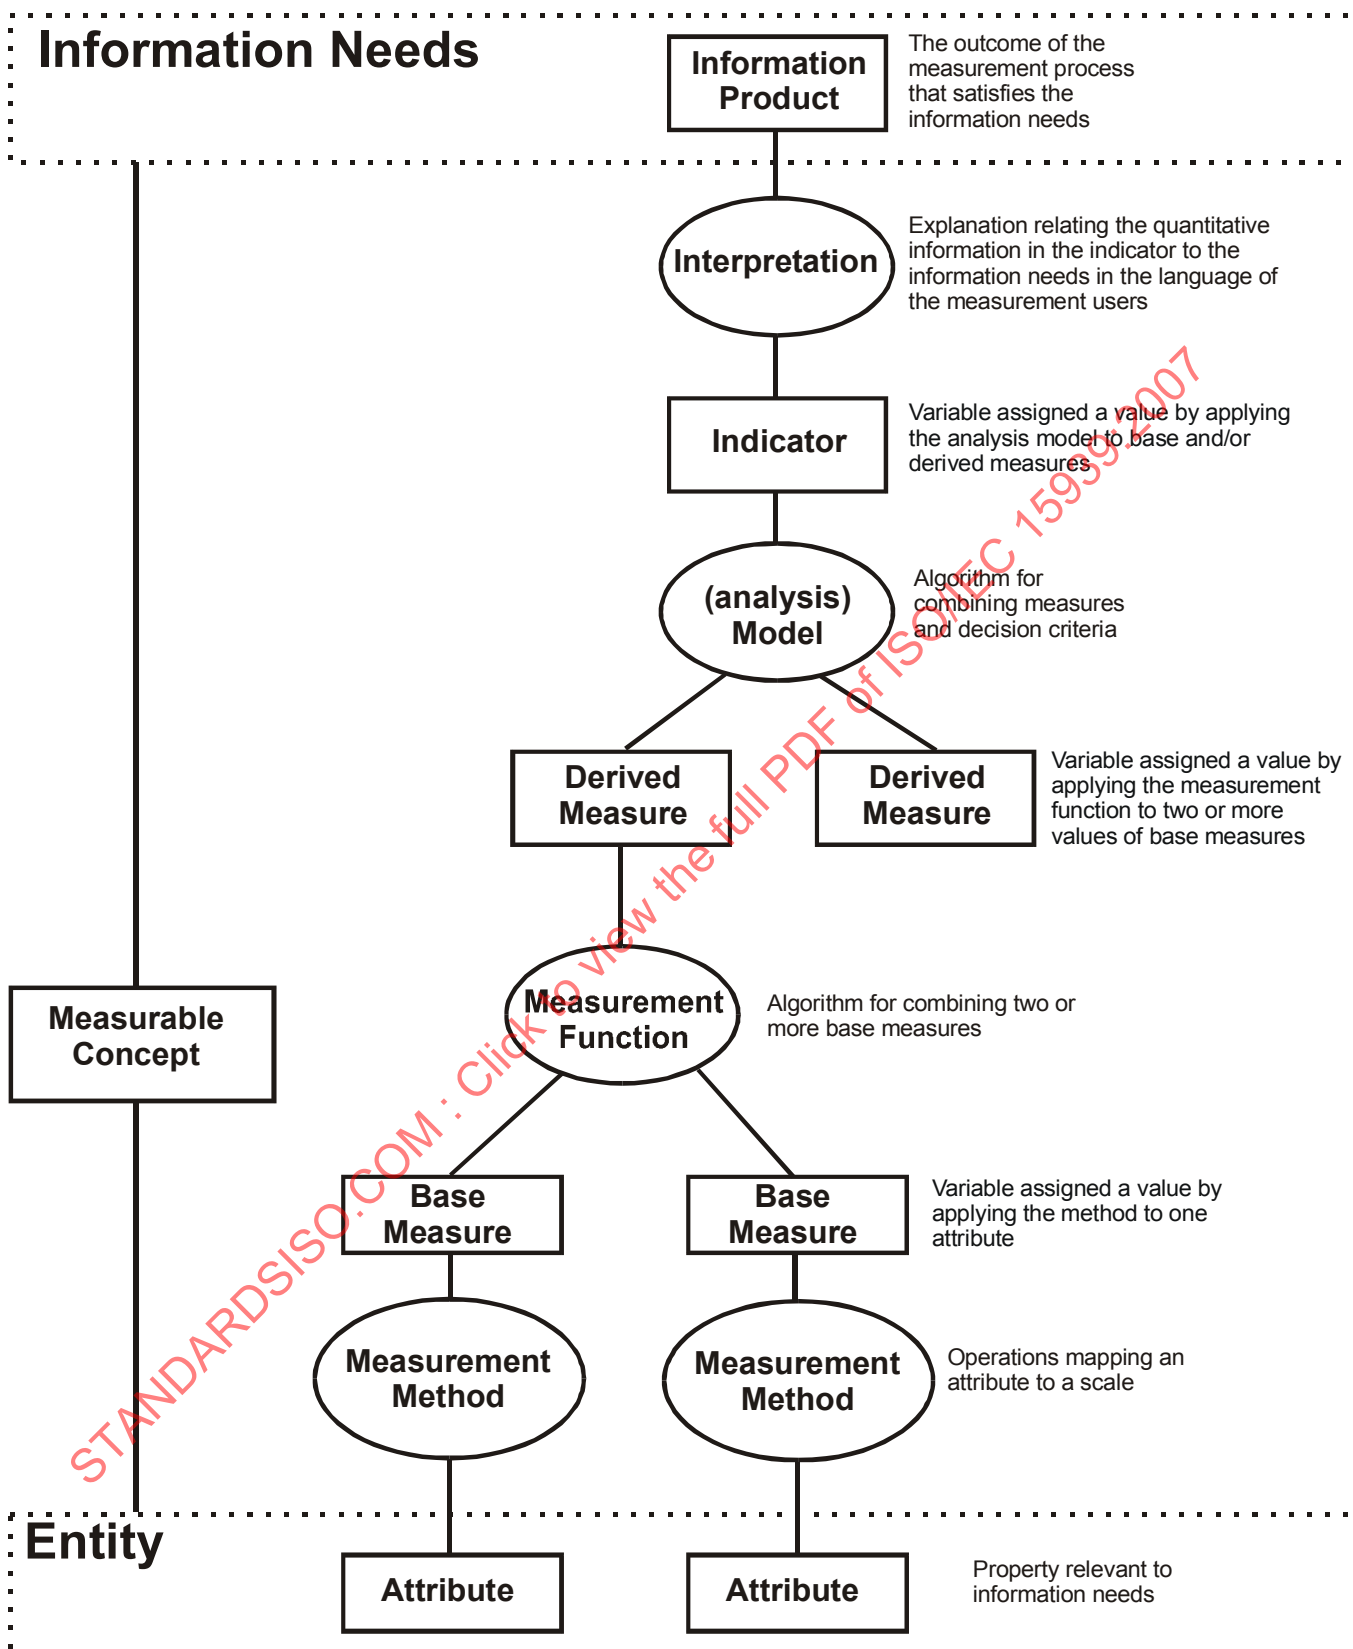 Information Needs
Information
Product
The outcome of the
measurement process
that satisfies the
information needs
Interpretation
Explanation relating the quantitative
information in the indicator to the
information needs in the language of
the measurement users
Indicator
Variable assigned a value by applying
the analysis model to base and/or
derived measures
(analysis)
Model
Algorithm for
combining measures
and decision criteria
Derived
Measure
Derived
Measure
Variable assigned a value by
applying the measurement
function to two or more
values of base measures
Measurement
Function
Algorithm for combining two or
more base measures
Measurable
Concept
Base
Measure
Base
Measure
Variable assigned a value by
applying the method to one
attribute
Measurement
Method
Measurement
Method
Operations mapping an
attribute to a scale
Entity
Attribute
Attribute
Property relevant to
information needs
STANDARDSISO.COM : Click to view the full PDF of ISO/IEC 15939:2007